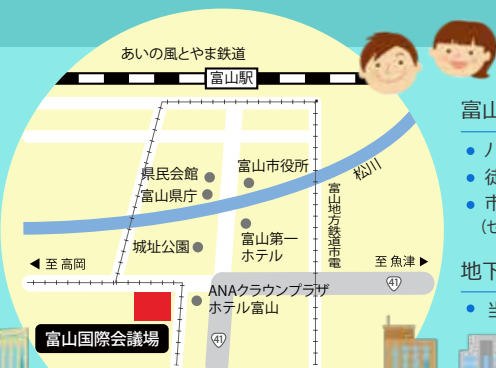 あいの風とやま鉄道
富山駅
県民会館
富山県庁
富山市役所
松川
富山地方鉄道市電
城址公園
富山第一
ホテル
至 高岡
至 魚津
41
ANAクラウンプラザ
ホテル富山
41
富山国際会議場
富山
徒
市
地下